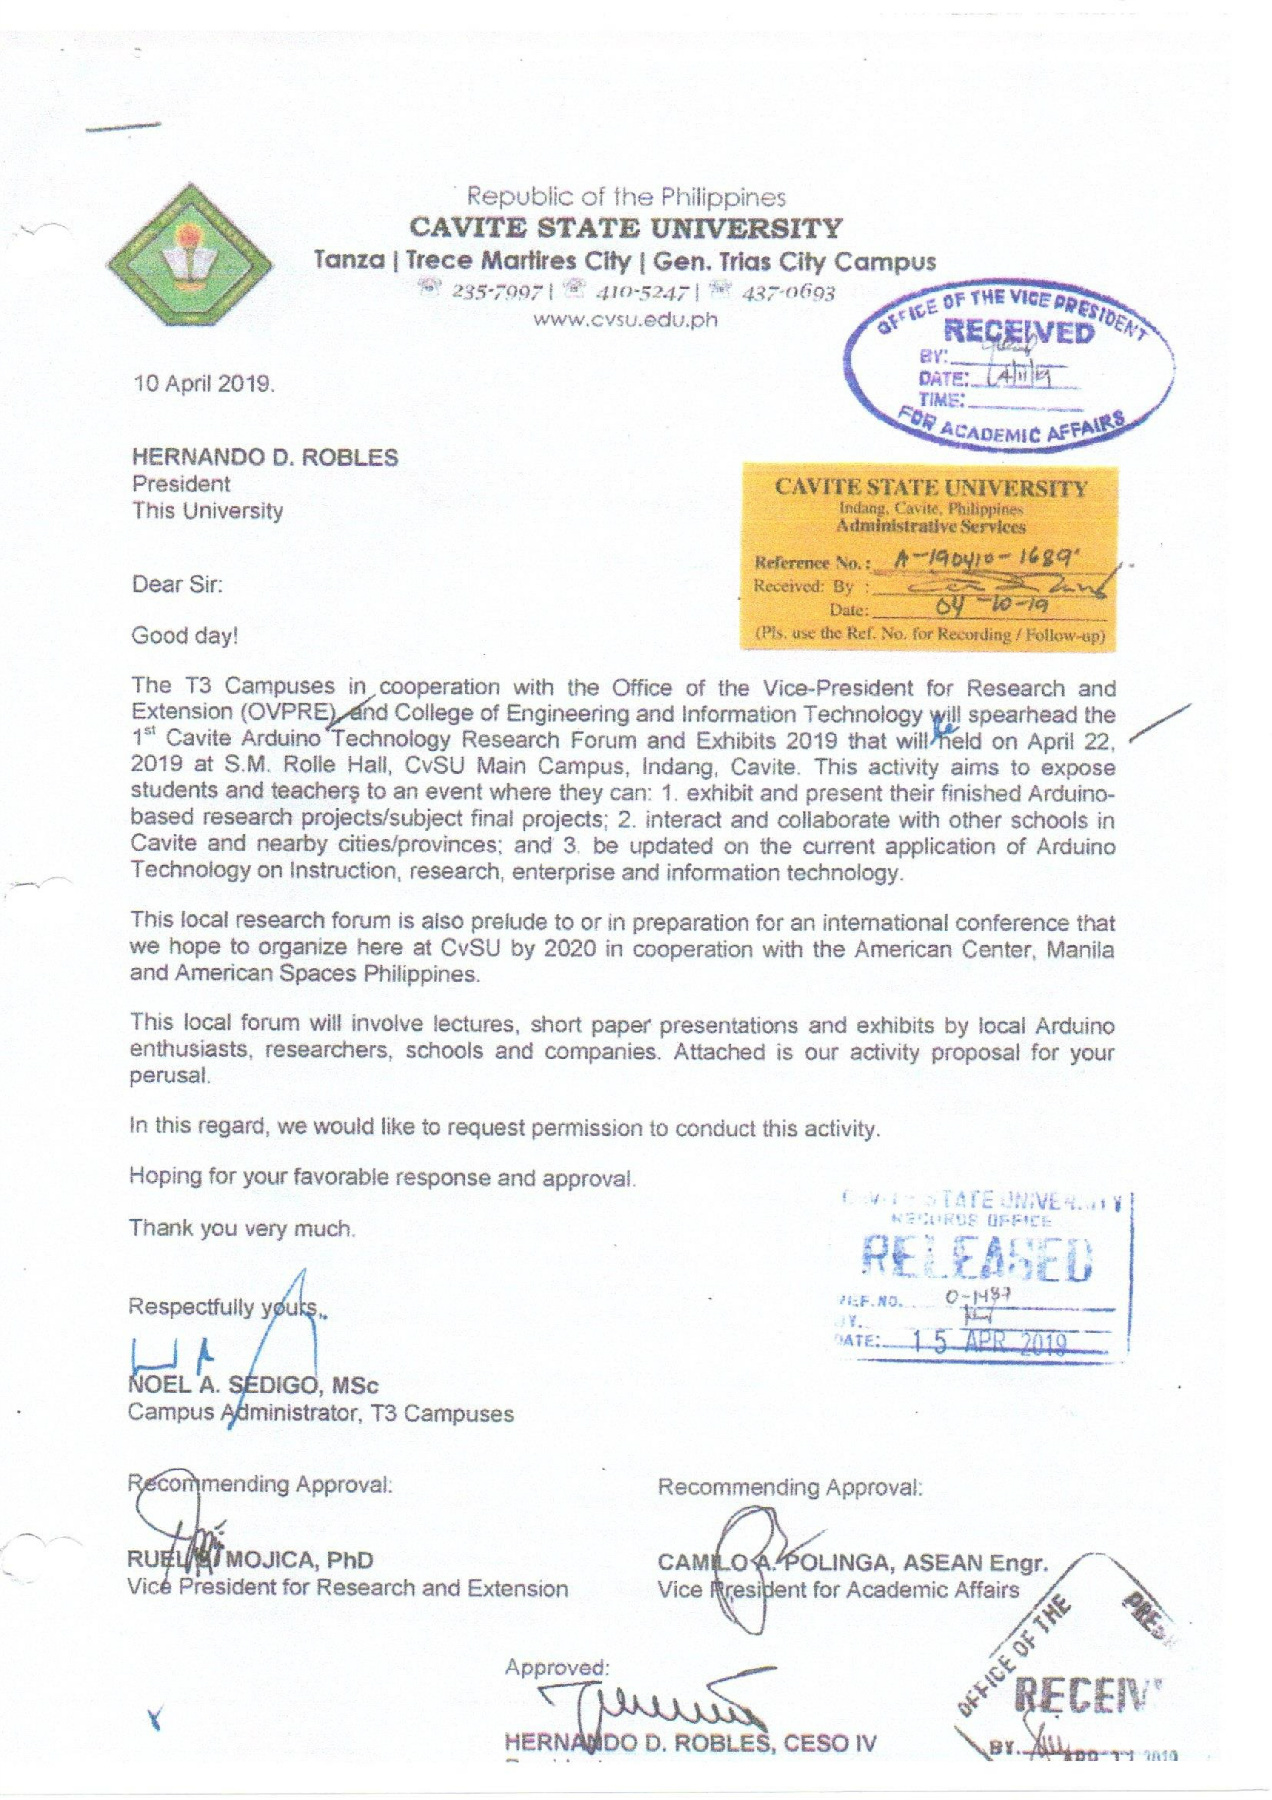 Republic of the Philippines
CAVITE STATE UNIVERSITY
Tanza | Trece Martires City | Gen. Trias City Campus
☏ 235-7997 | ☏ 410-5247 | ☏ 437-0693
www.cvsu.edu.ph
OFFICE OF THE VICE PRESIDENT
RECEIVED
BY:
DATE: 4/11/19
TIME:
FOR ACADEMIC AFFAIRS
10 April 2019.
HERNANDO D. ROBLES
President
This University
CAVITE STATE UNIVERSITY
Indang, Cavite, Philippines
Administrative Services
Reference No.: A-190410-1689
Received: By :
Date: 04-10-19
(Pls. use the Ref. No. for Recording / Follow-up)
Dear Sir:
Good day!
The T3 Campuses in cooperation with the Office of the Vice-President for Research and
Extension (OVPRE), and College of Engineering and Information Technology will spearhead the
1st Cavite Arduino Technology Research Forum and Exhibits 2019 that will be held on April 22,
2019 at S.M. Rolle Hall, CvSU Main Campus, Indang, Cavite. This activity aims to expose
students and teachers to an event where they can: 1. exhibit and present their finished Arduino-
based research projects/subject final projects; 2. interact and collaborate with other schools in
Cavite and nearby cities/provinces; and 3. be updated on the current application of Arduino
Technology on Instruction, research, enterprise and information technology.
This local research forum is also prelude to or in preparation for an international conference that
we hope to organize here at CvSU by 2020 in cooperation with the American Center, Manila
and American Spaces Philippines.
This local forum will involve lectures, short paper presentations and exhibits by local Arduino
enthusiasts, researchers, schools and companies. Attached is our activity proposal for your
perusal.
In this regard, we would like to request permission to conduct this activity.
Hoping for your favorable response and approval.
Thank you very much.
CAVITE STATE UNIVERSITY
RECORDS OFFICE
RELEASED
REF. NO. 0-1487
BY.
DATE: 15 APR 2019
Respectfully yours,
NOEL A. SEDIGO, MSc
Campus Administrator, T3 Campuses
Recommending Approval:
RUEL MOJICA, PhD
Vice President for Research and Extension
Recommending Approval:
CAMILO A. POLINGA, ASEAN Engr.
Vice President for Academic Affairs
Approved:
HERNANDO D. ROBLES, CESO IV
OFFICE OF THE PRES
RECEIV
BY.
APR 11 2019